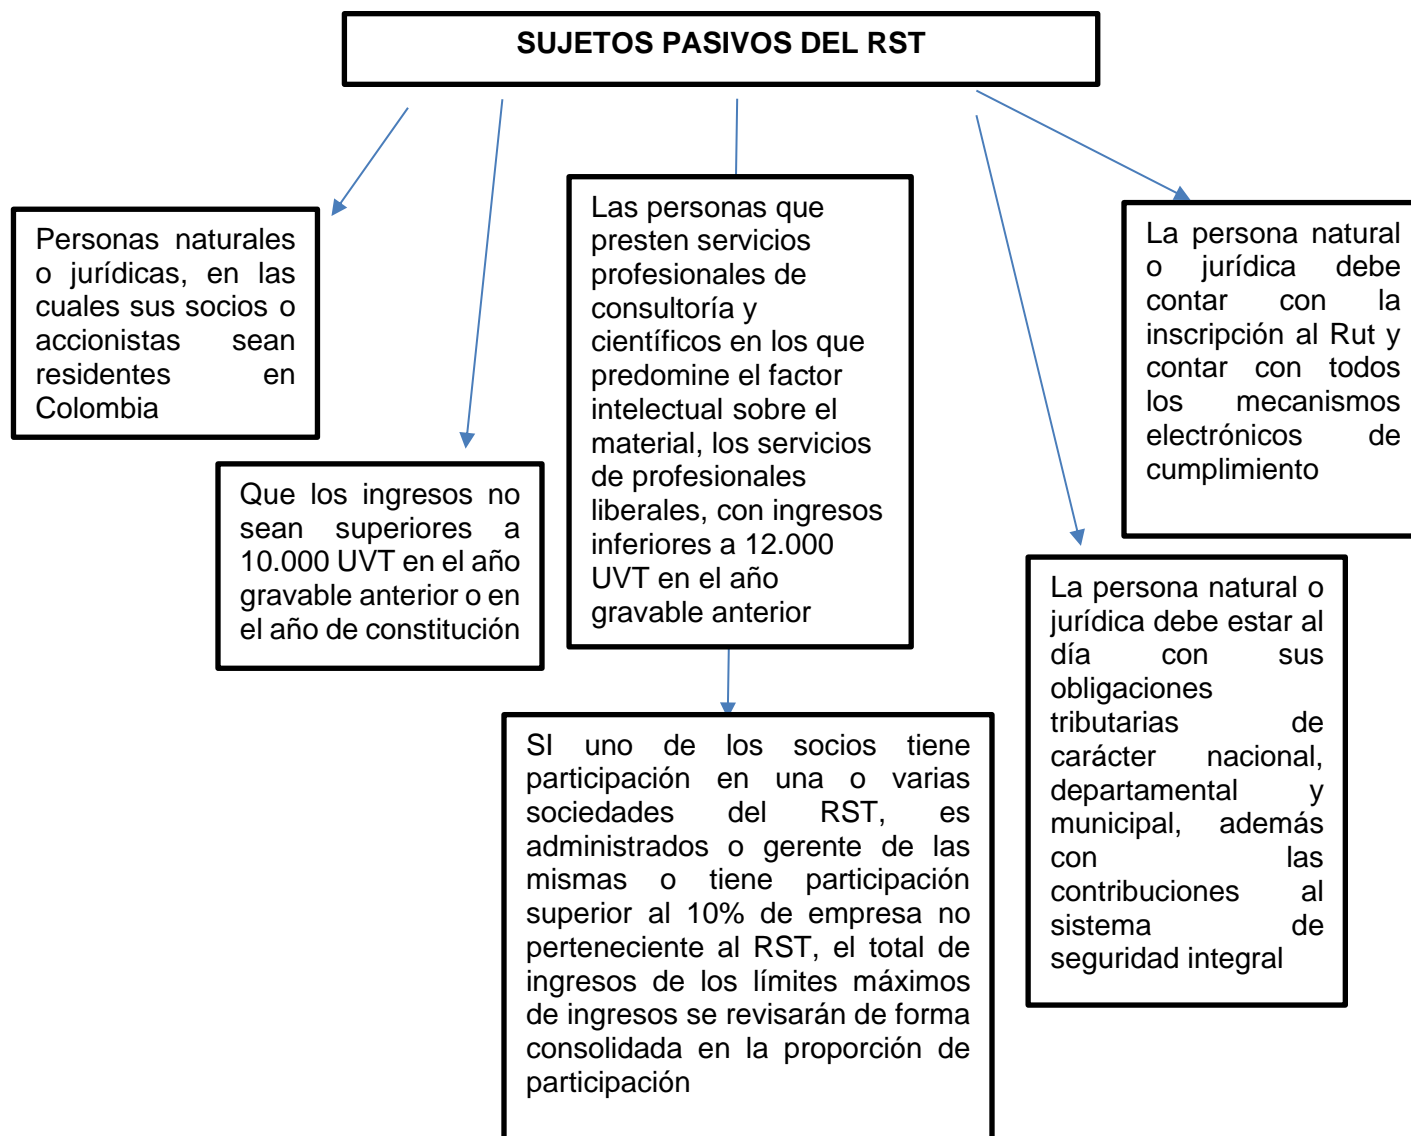 SUJETOS PASIVOS DEL RST
Personas naturales
o jurídicas, en las
cuales sus socios o
accionistas sean
residentes en
Colombia
Que los ingresos no
sean superiores a
10.000 UVT en el año
gravable anterior o en
el año de constitución
Las personas que
presten servicios
profesionales de
consultoría y
científicos en los que
predomine el factor
intelectual sobre el
material, los servicios
de profesionales
liberales, con ingresos
inferiores a 12.000
UVT en el año
gravable anterior
SI uno de los socios tiene
participación en una o varias
sociedades del RST, es
administrados o gerente de las
mismas o tiene participación
superior al 10% de empresa no
perteneciente al RST, el total de
ingresos de los límites máximos
de ingresos se revisarán de forma
consolidada en la proporción de
participación
La persona natural o
jurídica debe estar al
día con sus
obligaciones
tributarias de
carácter nacional,
departamental y
municipal, además
con las
contribuciones al
sistema de
seguridad integral
La persona natural
o jurídica debe
contar con la
inscripción al Rut y
contar con todos
los mecanismos
electrónicos de
cumplimiento